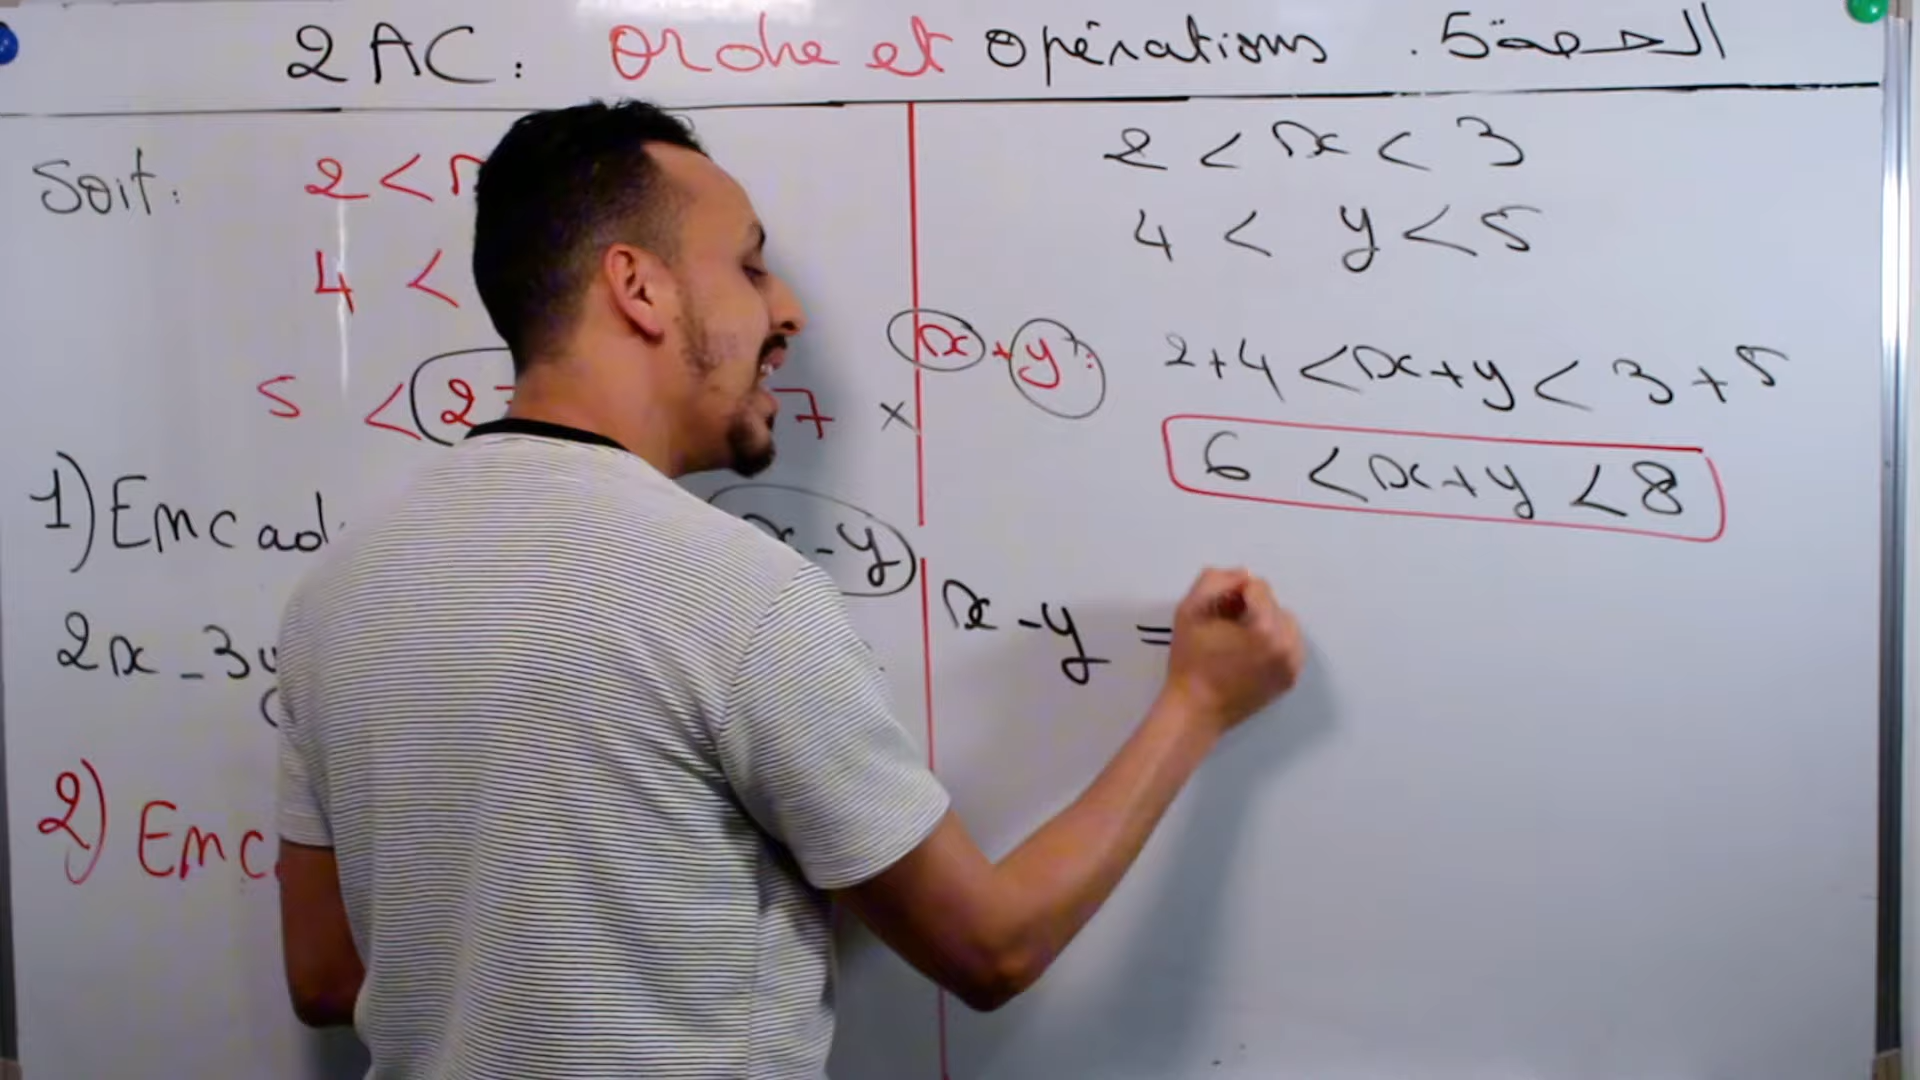 2 AC : Ordre et opérations . الحصة 5
Soit :
2 <
4 <
5 < 2 7 ×
1) Encad
x - y
2x - 3y
2) Enc
2 < x < 3
4 < y < 5
x + y : 2+4 < x+y < 3+5
6 < x+y < 8
x - y =